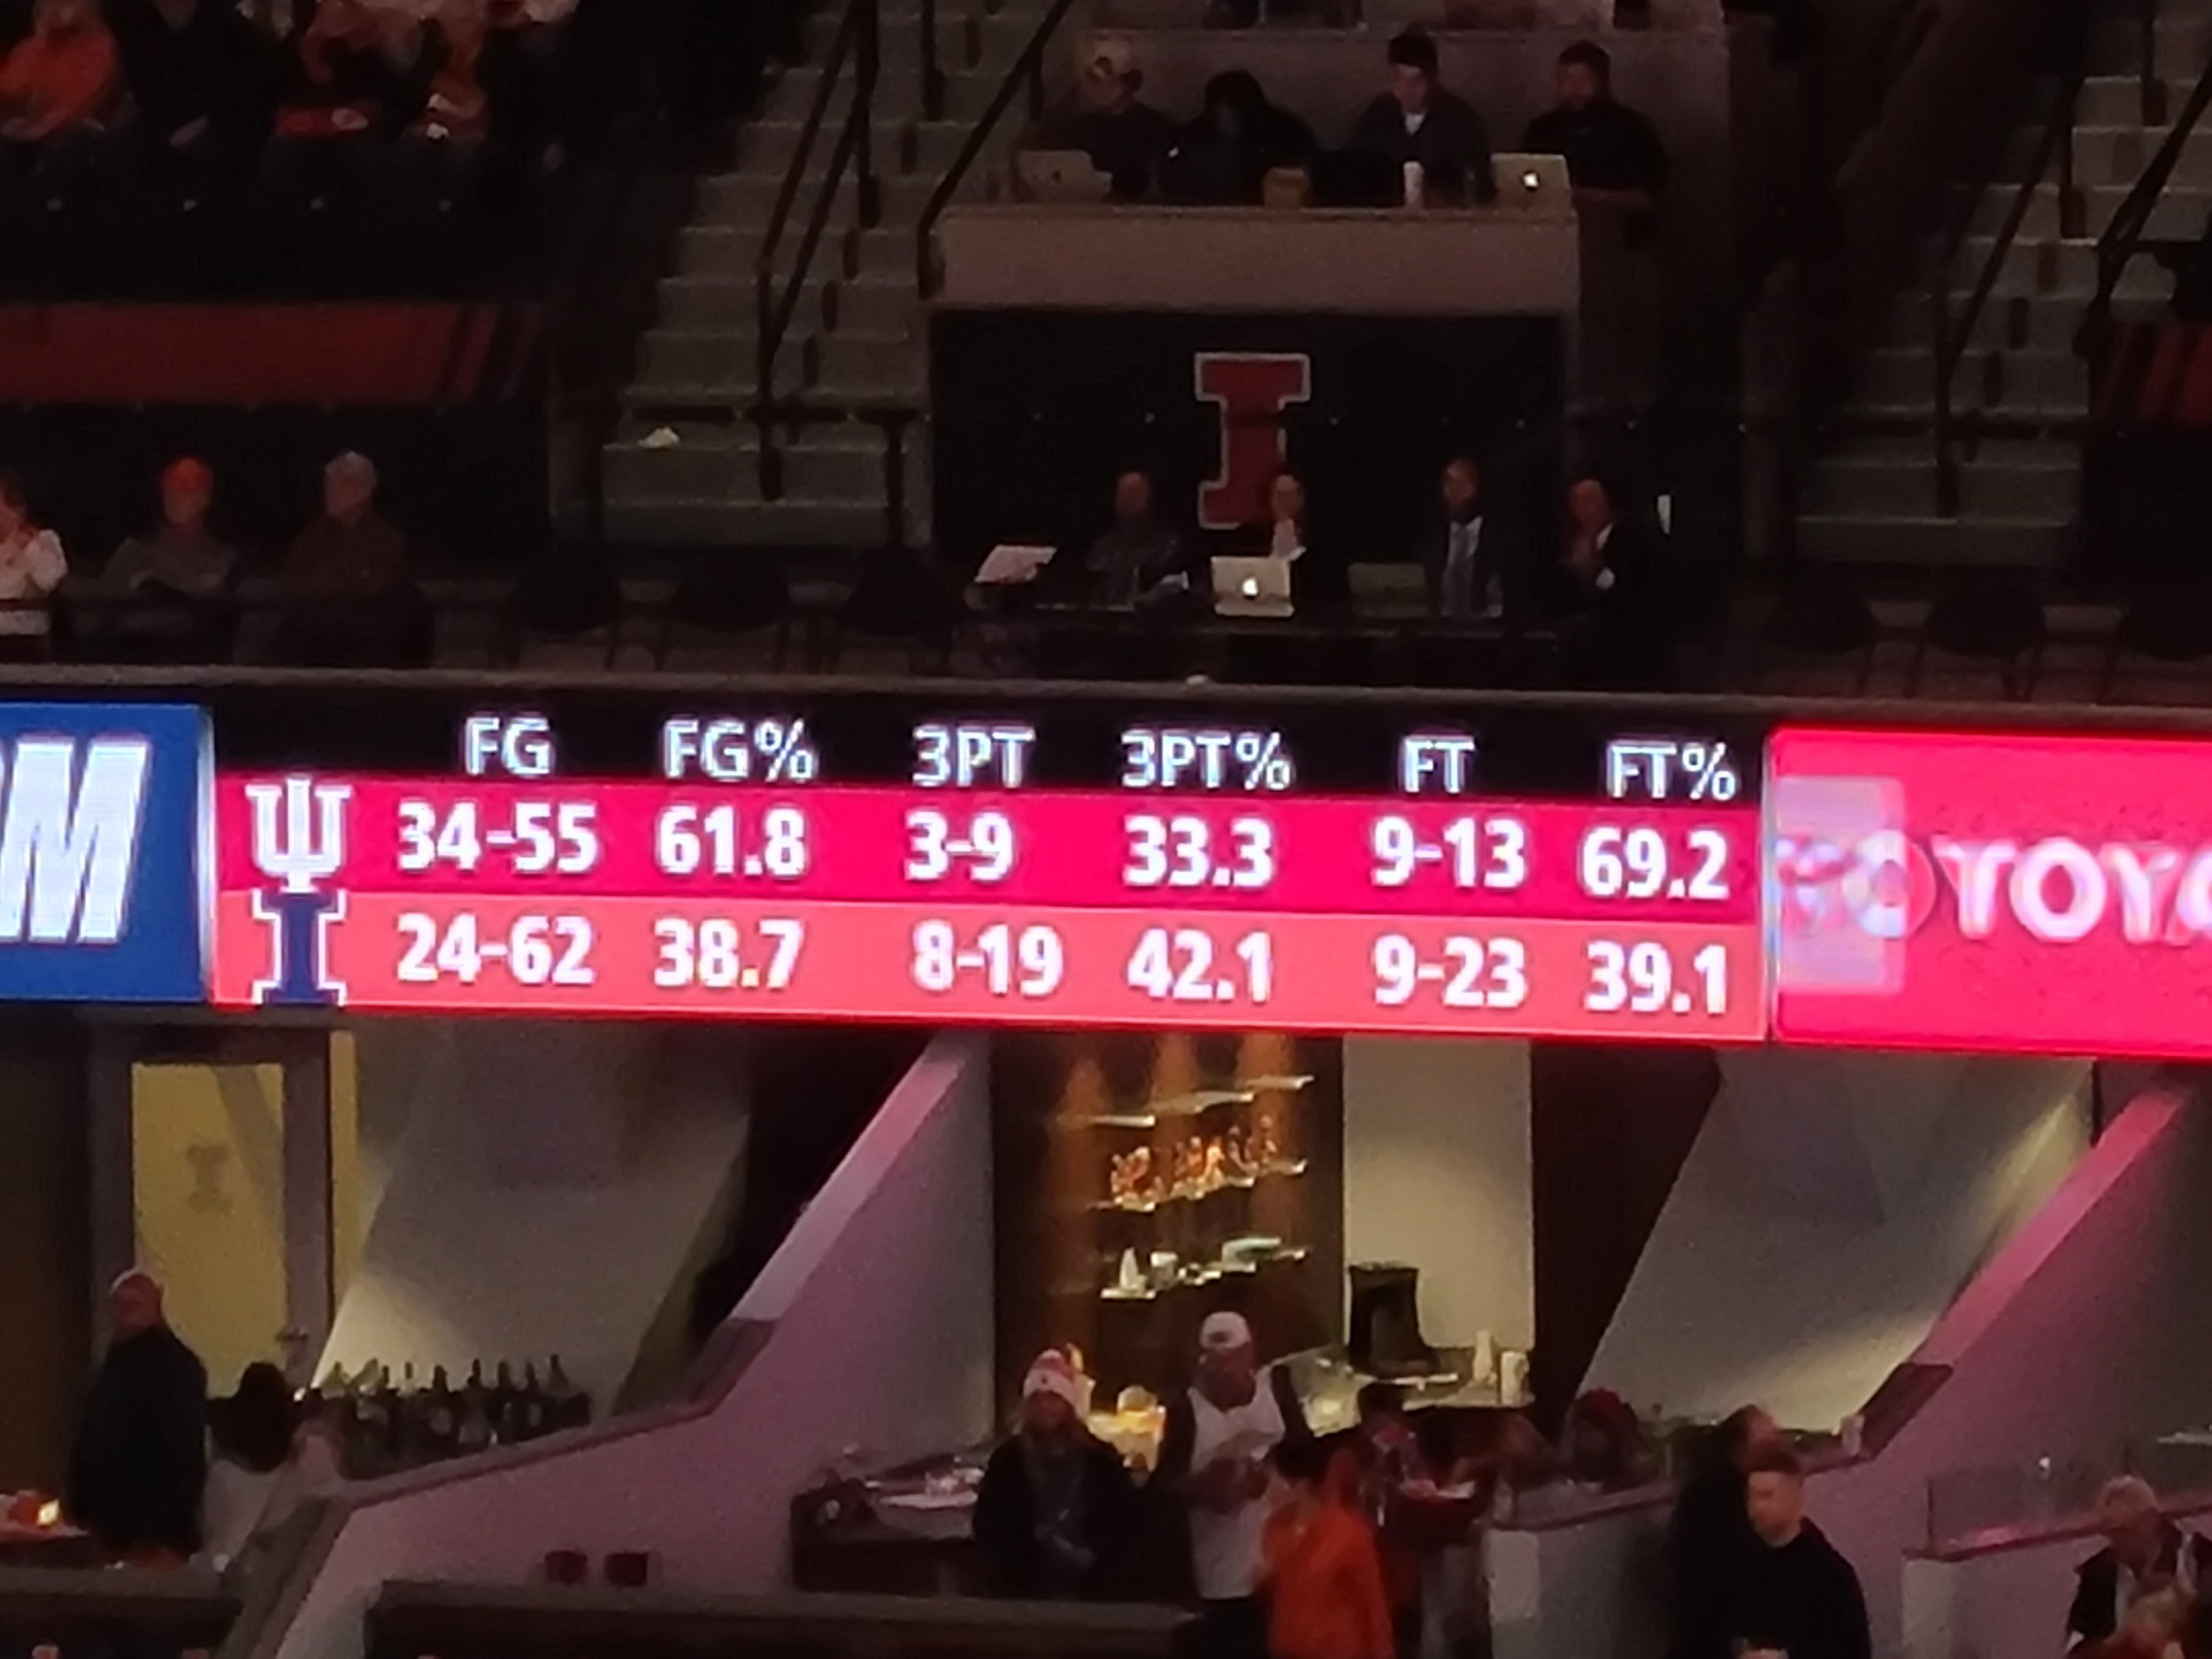 FG FG% 3PT 3PT% FT FT%
34-55 61.8 3-9 33.3 9-13 69.2
I 24-62 38.7 8-19 42.1 9-23 39.1
M
TOYO
I